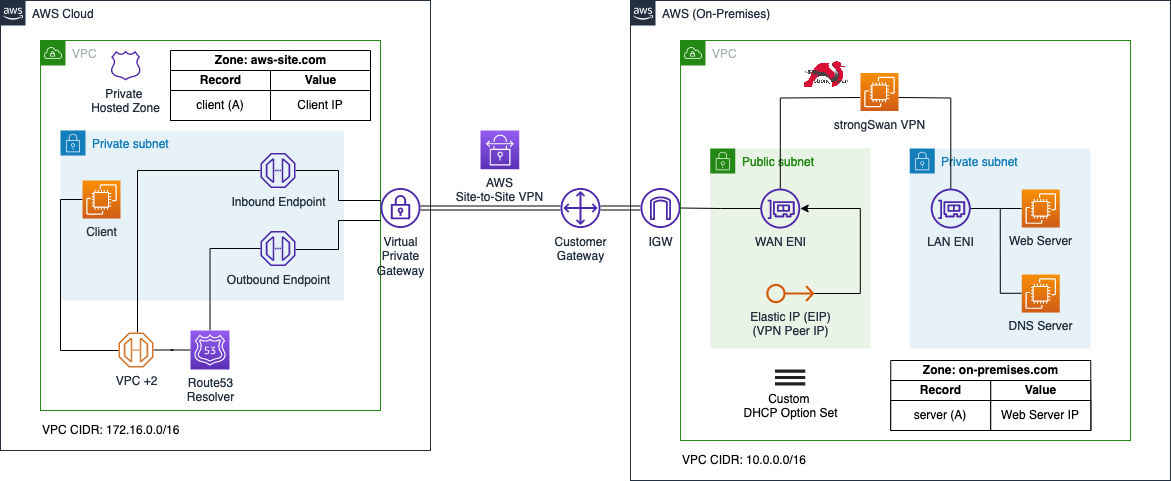 aws
AWS Cloud
VPC
Private
Hosted Zone
Zone: aws-site.com
Record
Value
client (A)
Client IP
Private subnet
Client
Inbound Endpoint
Outbound Endpoint
VPC +2
53
Route53
Resolver
VPC CIDR: 172.16.0.0/16
Virtual
Private
Gateway
AWS
Site-to-Site VPN
Customer
Gateway
IGW
aws
AWS (On-Premises)
VPC
strongSwan VPN
Public subnet
WAN ENI
Elastic IP (EIP)
(VPN Peer IP)
Private subnet
LAN ENI
Web Server
DNS Server
Custom
DHCP Option Set
Zone: on-premises.com
Record
Value
server (A)
Web Server IP
VPC CIDR: 10.0.0.0/16